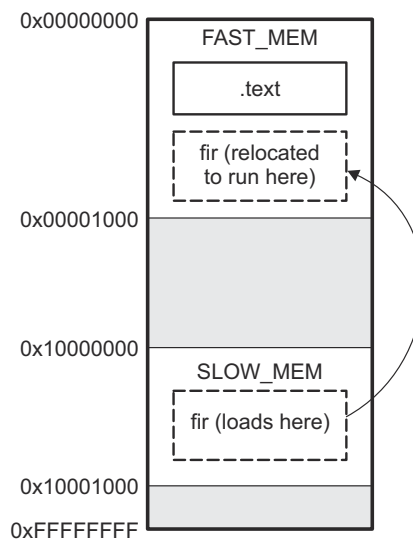 0x00000000
FAST_MEM
.text
fir (relocated
to run here)
0x00001000
0x10000000
SLOW_MEM
fir (loads here)
0x10001000
0xFFFFFFFF